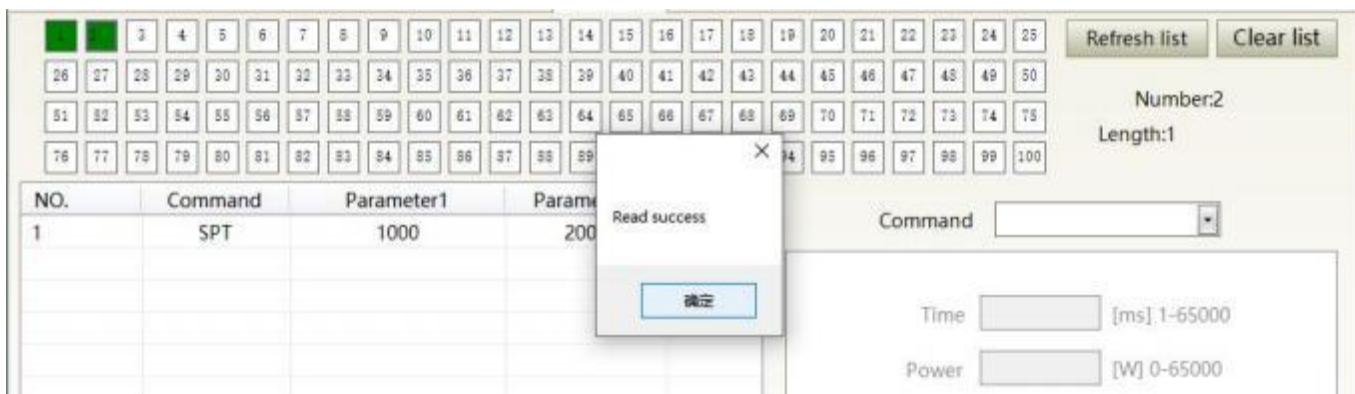 1 2 3 4 5 6 7 8 9 10 11 12 13 14 15 16 17 18 19 20 21 22 23 24 25 Refresh list Clear list
26 27 28 29 30 31 32 33 34 35 36 37 38 39 40 41 42 43 44 45 46 47 48 49 50
Number:2
51 52 53 54 55 56 57 58 59 60 61 62 63 64 65 66 67 68 69 70 71 72 73 74 75
Length:1
76 77 78 79 80 81 82 83 84 85 86 87 88 89 94 95 96 97 98 99 100
NO. Command Parameter1 Parame
1 SPT 1000 200
Read success
确定
Command
Time [ms] 1-65000
Power [W] 0-65000